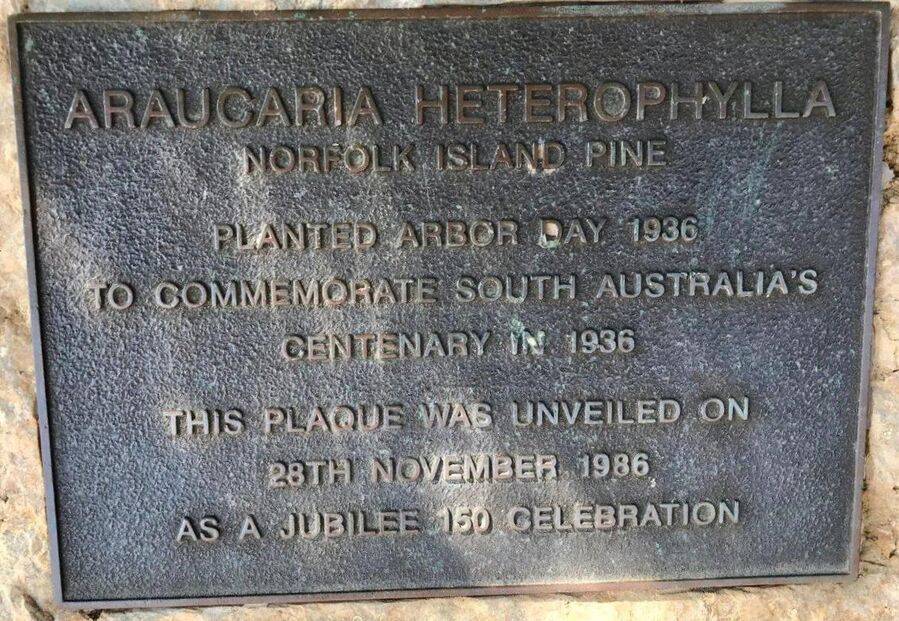 ARAUCARIA HETEROPHYLLA
NORFOLK ISLAND PINE
PLANTED ARBOR DAY 1936
TO COMMEMORATE SOUTH AUSTRALIA'S
CENTENARY IN 1936
THIS PLAQUE WAS UNVEILED ON
28TH NOVEMBER 1986
AS A JUBILEE 150 CELEBRATION